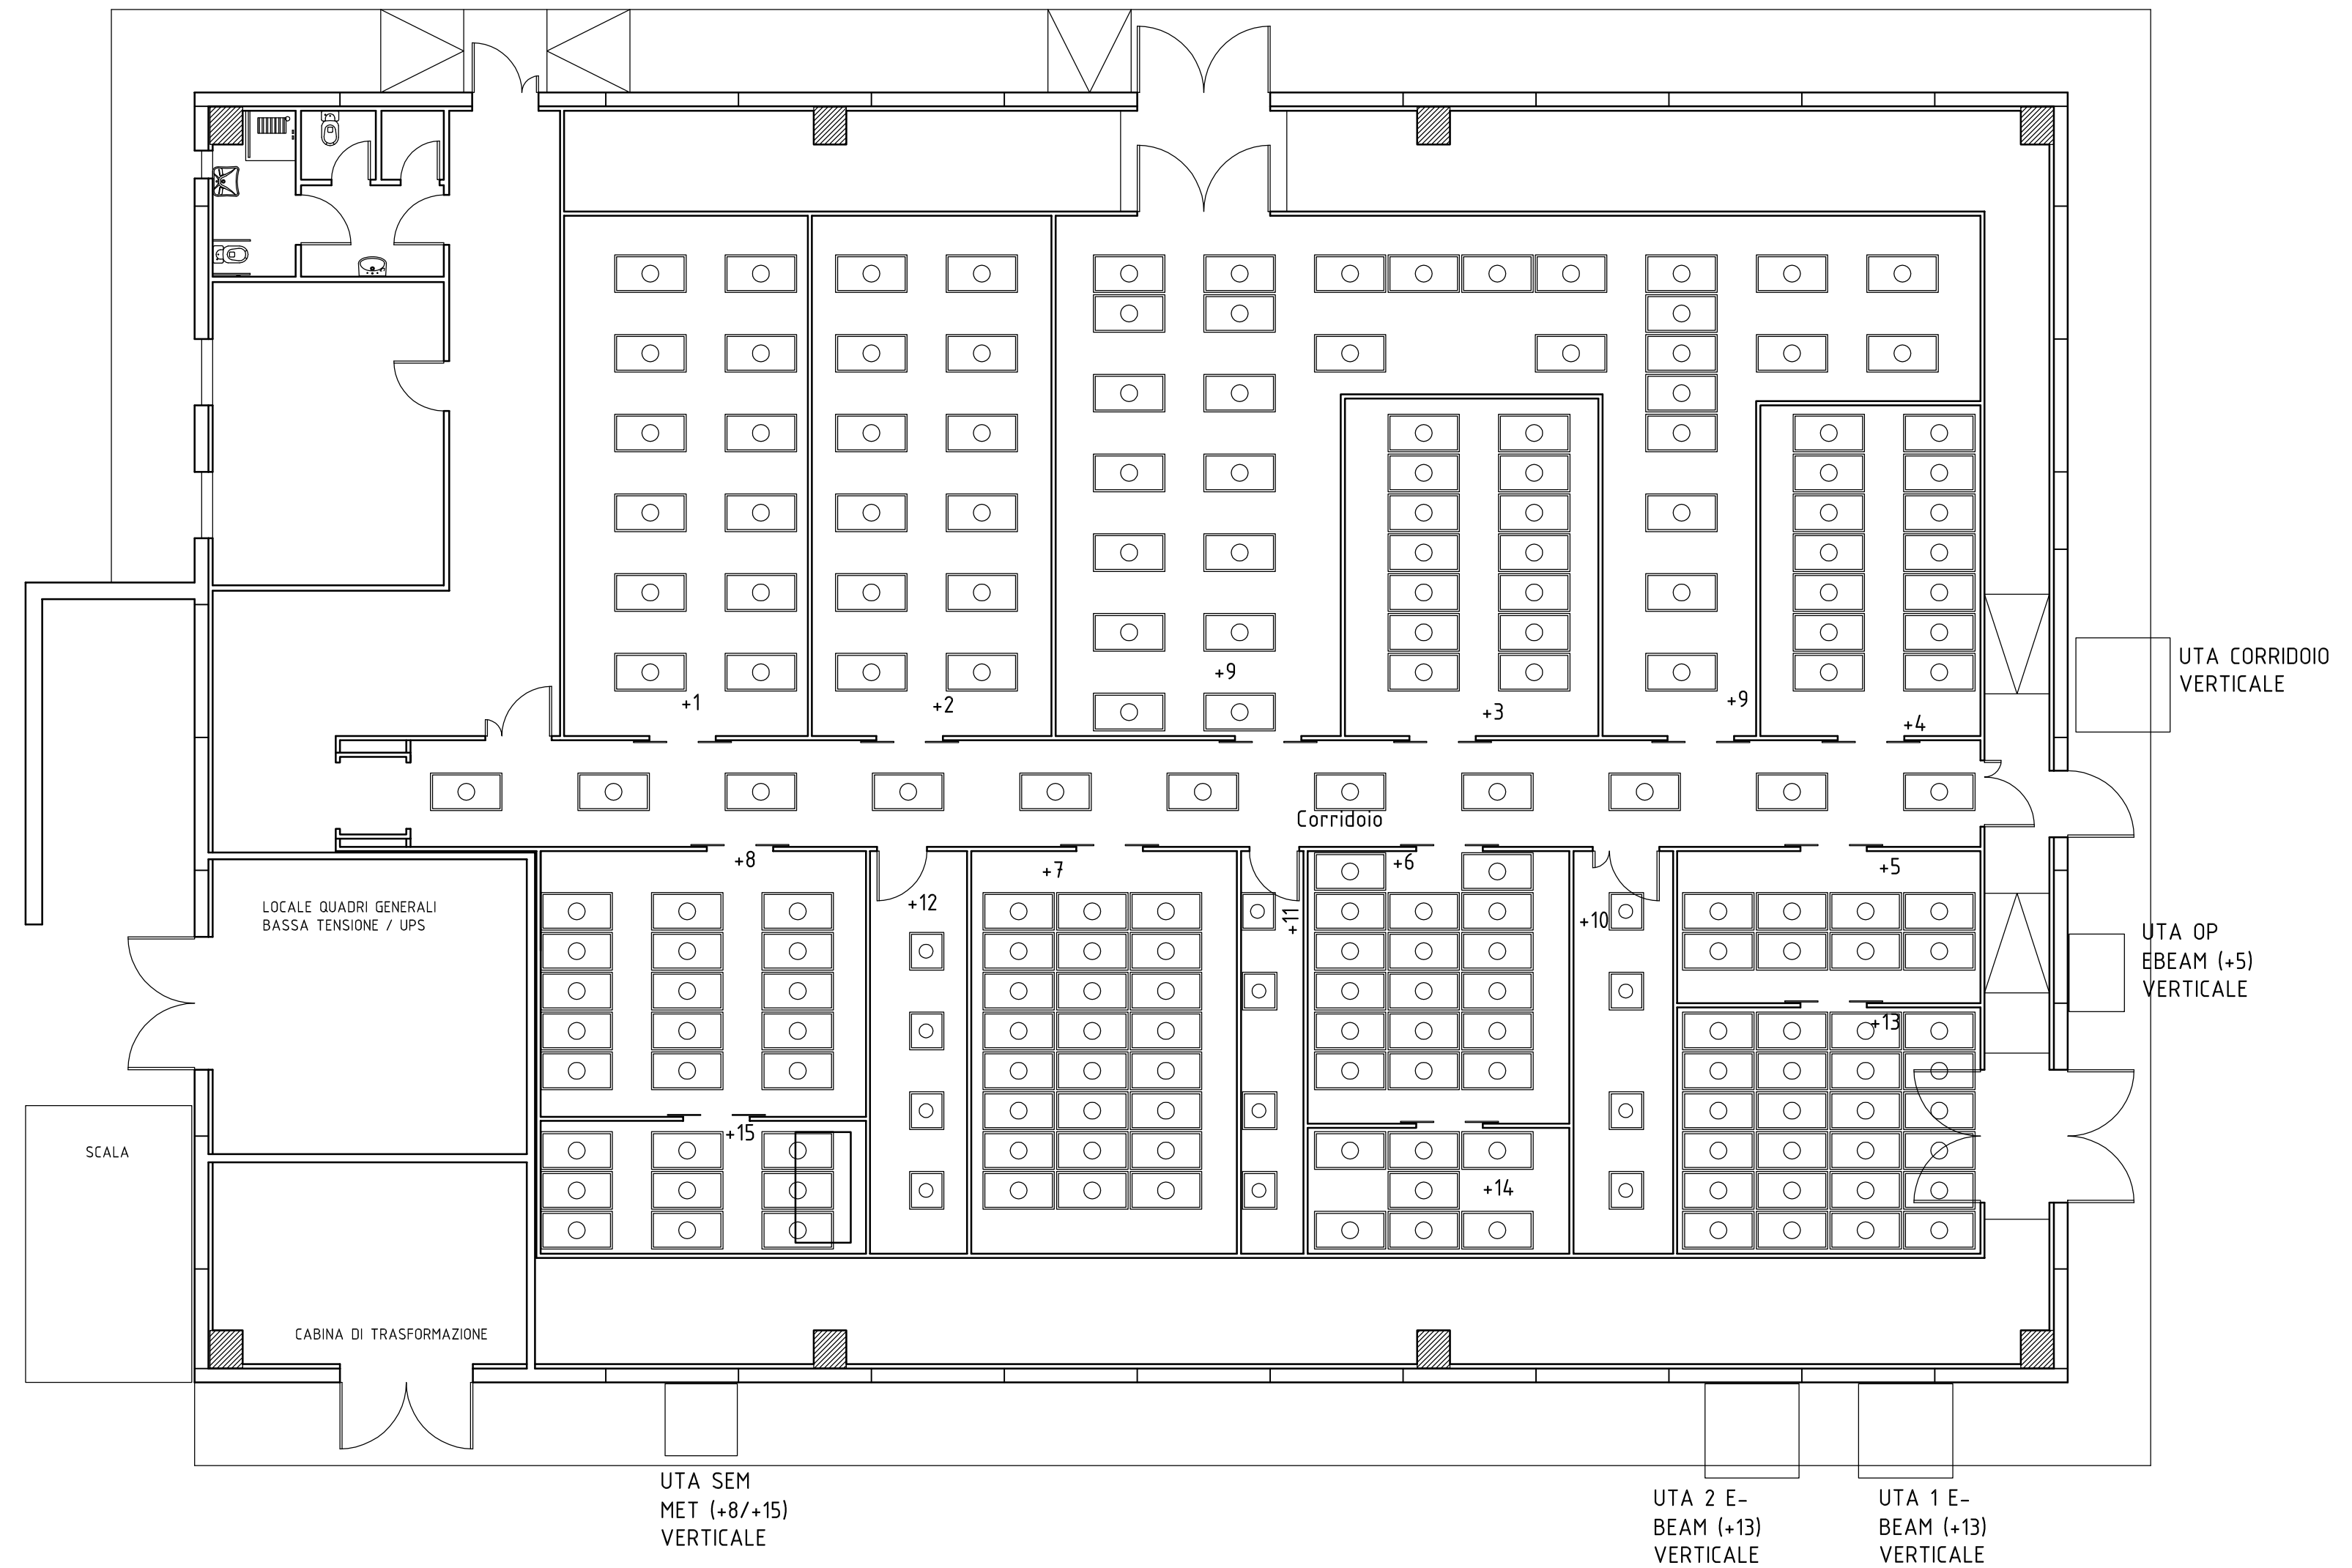 +1
+2
+9
+3
+9
+4
UTA CORRIDOIO
VERTICALE
Corridoio
+8
+7
+6
+5
+12
+11
+10
LOCALE QUADRI GENERALI
BASSA TENSIONE / UPS
UTA OP
EBEAM (+5)
VERTICALE
+13
+15
+14
SCALA
CABINA DI TRASFORMAZIONE
UTA SEM
MET (+8/+15)
VERTICALE
UTA 2 E-
BEAM (+13)
VERTICALE
UTA 1 E-
BEAM (+13)
VERTICALE